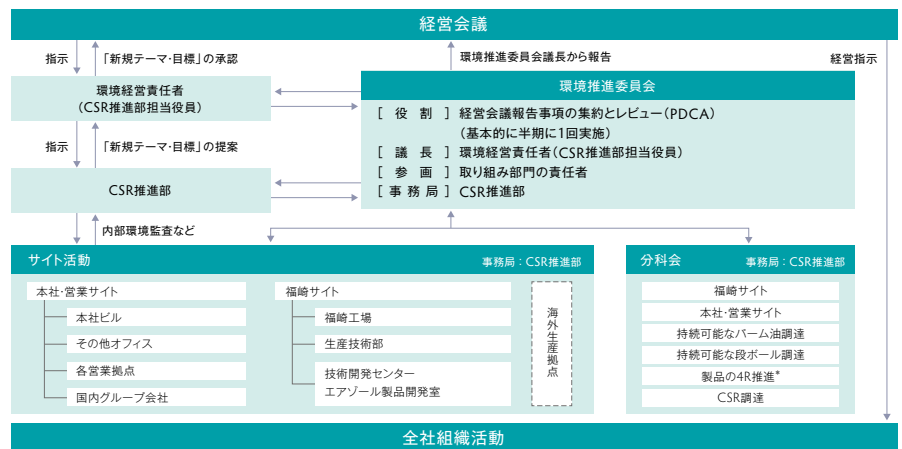 経営会議
指示
「新規テーマ・目標」の承認
環境推進委員会議長から報告
経営指示
環境経営責任者
(CSR推進部担当役員)
環境推進委員会
[ 役 割 ] 経営会議報告事項の集約とレビュー(PDCA)
(基本的に半期に1回実施)
[ 議 長 ] 環境経営責任者(CSR推進部担当役員)
[ 参 画 ] 取り組み部門の責任者
[ 事務局 ] CSR推進部
指示
「新規テーマ・目標」の提案
CSR推進部
内部環境監査など
サイト活動
事務局：CSR推進部
本社・営業サイト
本社ビル
その他オフィス
各営業拠点
国内グループ会社
福崎サイト
福崎工場
生産技術部
技術開発センター
エアゾール製品開発室
海外生産拠点
分科会
事務局：CSR推進部
福崎サイト
本社・営業サイト
持続可能なパーム油調達
持続可能な段ボール調達
製品の4R推進*
CSR調達
全社組織活動